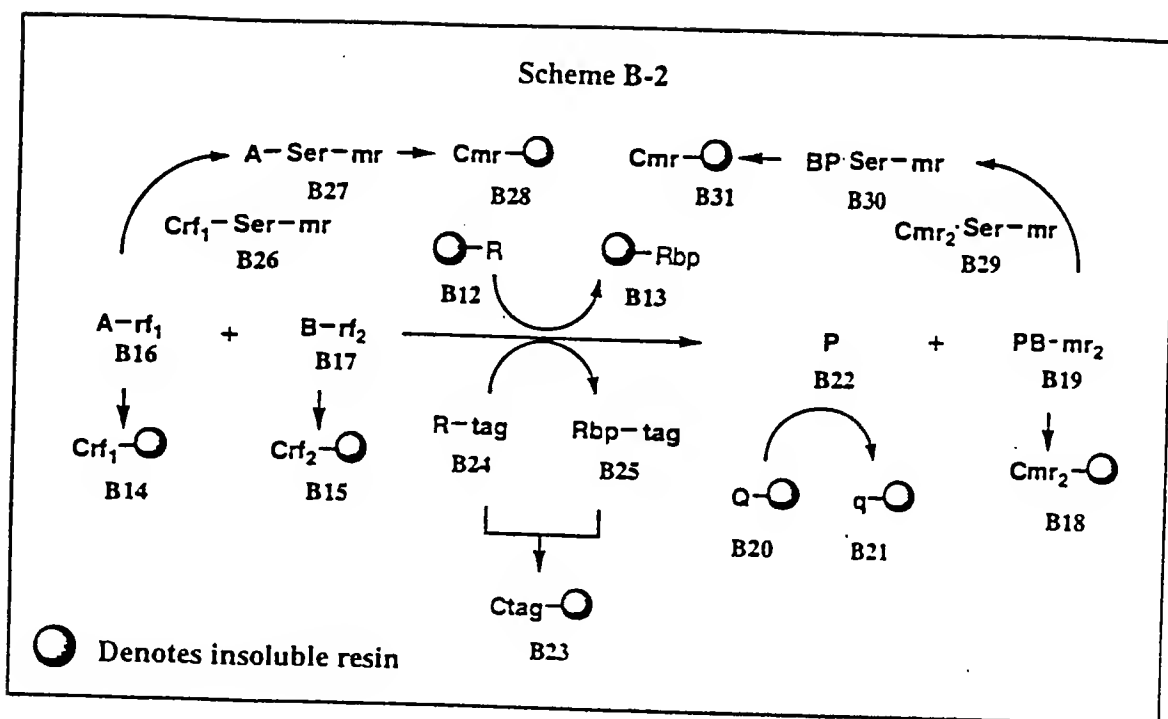 Scheme B-2
A—Ser—mr → Cmr—
B27
B28
Cmr— ← BP·Ser—mr
B31
B30
Crf₁—Ser—mr
B26
Cmr₂·Ser—mr
B29
—R
B12
—Rbp
B13
A—rf₁ + B—rf₂
B16
B17
P + PB-mr₂
B22
B19
Crf₁—
B14
Crf₂—
B15
R—tag
B24
Rbp—tag
B25
Q—
B20
q—
B21
Cmr₂—
B18
Ctag—
B23
Denotes insoluble resin